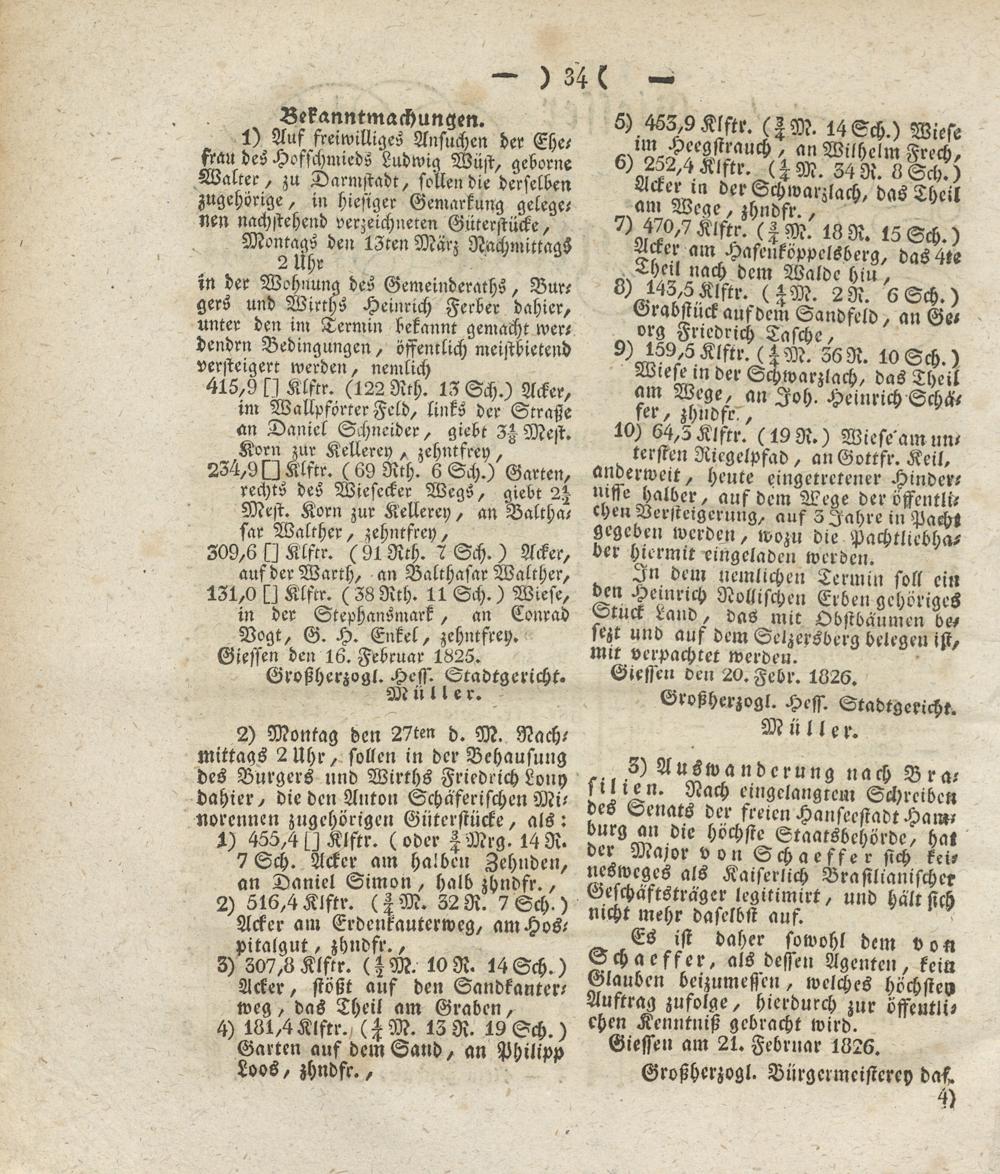 — ) 34 ( —
Bekanntmachungen.
1) Auf freiwilliges Ansuchen der Ehe⸗
frau des Hofschmieds Ludwig Wüst, geborne
Walter, zu Darmstadt, sollen die derselben
zugehörige, in hiesiger Gemarkung gelege⸗
nen nachstehend verzeichneten Güterstücke,
Montags den 13ten März Nachmittags
2 Uhr
in der Wohnung des Gemeinderaths, Bur⸗
gers und Wirths Heinrich Ferber dahier,
unter den im Termin bekannt gemacht wer⸗
dendrn Bedingungen, öffentlich meistbietend
versteigert werden, nemlich
415,9 [] Klftr. (122 Rth. 13 Sch.) Acker,
im Wallpförter Feld, links der Straße
an Daniel Schneider, giebt 3⅛ Mest.
Korn zur Kellerey, zehntfrey,
234,9 [] Klftr. (69 Rth. 6 Sch.) Garten,
rechts des Wiesecker Wegs, giebt 2½
Mest. Korn zur Kellerey, an Baltha⸗
sar Walther, zehntfrey,
309,6 [] Klftr. (91 Rth. 7 Sch.) Acker,
auf der Warth, an Balthasar Walther,
131,0 [] Klftr. (38 Rth. 11 Sch.) Wiese,
in der Stephansmark, an Conrad
Vogt, G. H. Enkel, zehntfrey.
Giessen den 16. Februar 1825.
Großherzogl. Hess. Stadtgericht.
Müller.
2) Montag den 27ten d. M. Nach⸗
mittags 2 Uhr, sollen in der Behausung
des Burgers und Wirths Friedrich Lony
dahier, die den Anton Schäferischen Mi⸗
norennen zugehörigen Güterstücke, als:
1) 455,4 [] Klftr. (oder ¾ Mrg. 14 R.
7 Sch. Acker am halben Zehnden,
an Daniel Simon, halb zhndfr.,
2) 516,4 Klftr. (¾ M. 32 R. 7 Sch.)
Acker am Erdenkauterweg, am Hos⸗
pitalgut, zhndfr.,
3) 307,8 Klftr. (½ M. 10 R. 14 Sch.)
Acker, stößt auf den Sandkanter⸗
weg, das Theil am Graben,
4) 181,4 Klftr. (¼ M. 13 R. 19 Sch.)
Garten auf dem Sand, an Philipp
Loos, zhndfr.,
5) 453,9 Klftr. (¾ M. 14 Sch.) Wiese
im Heegstrauch, an Wilhelm Frech,
6) 252,4 Klftr. (¼ M. 34 R. 8 Sch.)
Acker in der Schwarzlach, das Theil
am Wege, zhndfr.,
7) 470,7 Klftr. (¾ M. 18 R. 15 Sch.)
Acker am Hasenköppelsberg, das 4te
Theil nach dem Walde hin,
8) 143,5 Klftr. (¼ M. 2 R. 6 Sch.)
Grabstück auf dem Sandfeld, an Ge⸗
org Friedrich Tasche,
9) 159,5 Klftr. (¼ M. 36 R. 10 Sch.)
Wiese in der Schwarzlach, das Theil
am Wege, an Joh. Heinrich Schä⸗
fer, zhndfr.,
10) 64,3 Klftr. (19 R.) Wiese am un⸗
tersten Riegelpfad, an Gottfr. Keil,
anderweit, heute eingetretener Hinder⸗
nisse halber, auf dem Wege der öffentli⸗
chen Versteigerung, auf 3 Jahre in Pacht
gegeben werden, wozu die Pachtliebha⸗
ber hiermit eingeladen werden.
In dem nemlichen Termin soll ein
den Heinrich Nollischen Erben gehöriges
Stück Land, das mit Obstbäumen be⸗
sezt und auf dem Selzersberg belegen ist,
mit verpachtet werden.
Giessen den 20. Febr. 1826.
Großherzogl. Hess. Stadtgericht.
Müller.
3) Auswanderung nach Bra⸗
silien. Nach eingelangtem Schreiben
des Senats der freien Hanseestadt Ham⸗
burg an die höchste Staatsbehörde, hat
der Major von Schaeffer sich kei⸗
nesweges als Kaiserlich Brasilianischer
Geschäftsträger legitimirt, und hält sich
nicht mehr daselbst auf.
Es ist daher sowohl dem von
Schaeffer, als dessen Agenten, kein
Glauben beizumessen, welches höchsten
Auftrag zufolge, hierdurch zur öffentli⸗
chen Kenntniß gebracht wird.
Giessen am 21. Februar 1826.
Großherzogl. Bürgermeisterey das.
4)